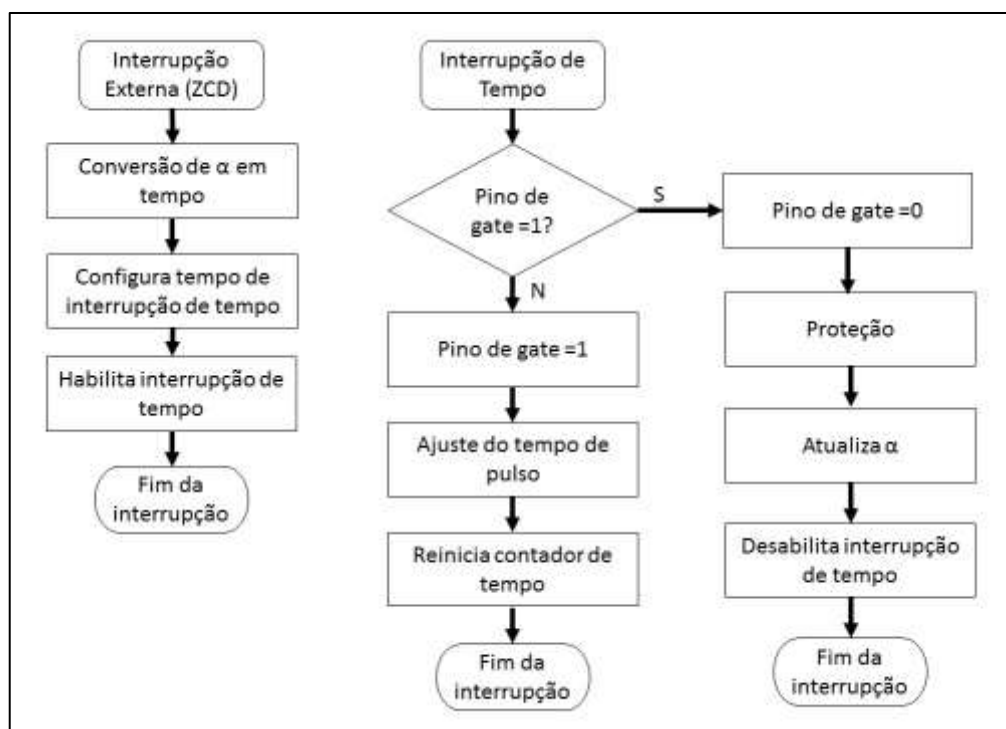 Interrupção
Externa (ZCD)
Conversão de α em
tempo
Configura tempo de
interrupção de tempo
Habilita interrupção de
tempo
Fim da
interrupção
Interrupção de
Tempo
Pino de
gate =1?
S
N
Pino de gate =1
Ajuste do tempo de
pulso
Reinicia contador de
tempo
Fim da
interrupção
Pino de gate =0
Proteção
Atualiza α
Desabilita interrupção
de tempo
Fim da
interrupção